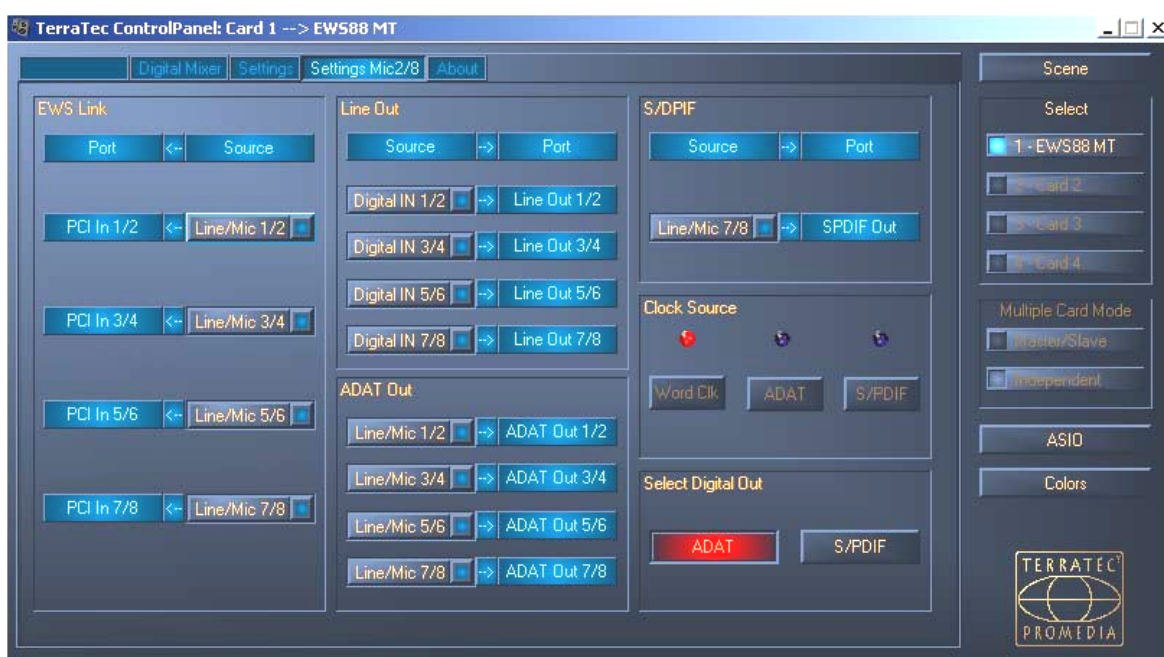 TerraTec ControlPanel: Card 1 --> EWS88 MT
Digital Mixer Settings Settings Mic2/8 About
EWS Link
Port <-- Source
PCI In 1/2 <-- Line/Mic 1/2
PCI In 3/4 <-- Line/Mic 3/4
PCI In 5/6 <-- Line/Mic 5/6
PCI In 7/8 <-- Line/Mic 7/8
Line Out
Source --> Port
Digital IN 1/2 --> Line Out 1/2
Digital IN 3/4 --> Line Out 3/4
Digital IN 5/6 --> Line Out 5/6
Digital IN 7/8 --> Line Out 7/8
ADAT Out
Line/Mic 1/2 --> ADAT Out 1/2
Line/Mic 3/4 --> ADAT Out 3/4
Line/Mic 5/6 --> ADAT Out 5/6
Line/Mic 7/8 --> ADAT Out 7/8
S/DPIF
Source --> Port
Line/Mic 7/8 --> SPDIF Out
Clock Source
Word Clk ADAT S/PDIF
Select Digital Out
ADAT S/PDIF
Scene
Select
1 - EWS88 MT
2 - Card 2
3 - Card 3
4 - Card 4
Multiple Card Mode
Master/Slave
Independent
ASIO
Colors
TERRATEC
PROMEDIA